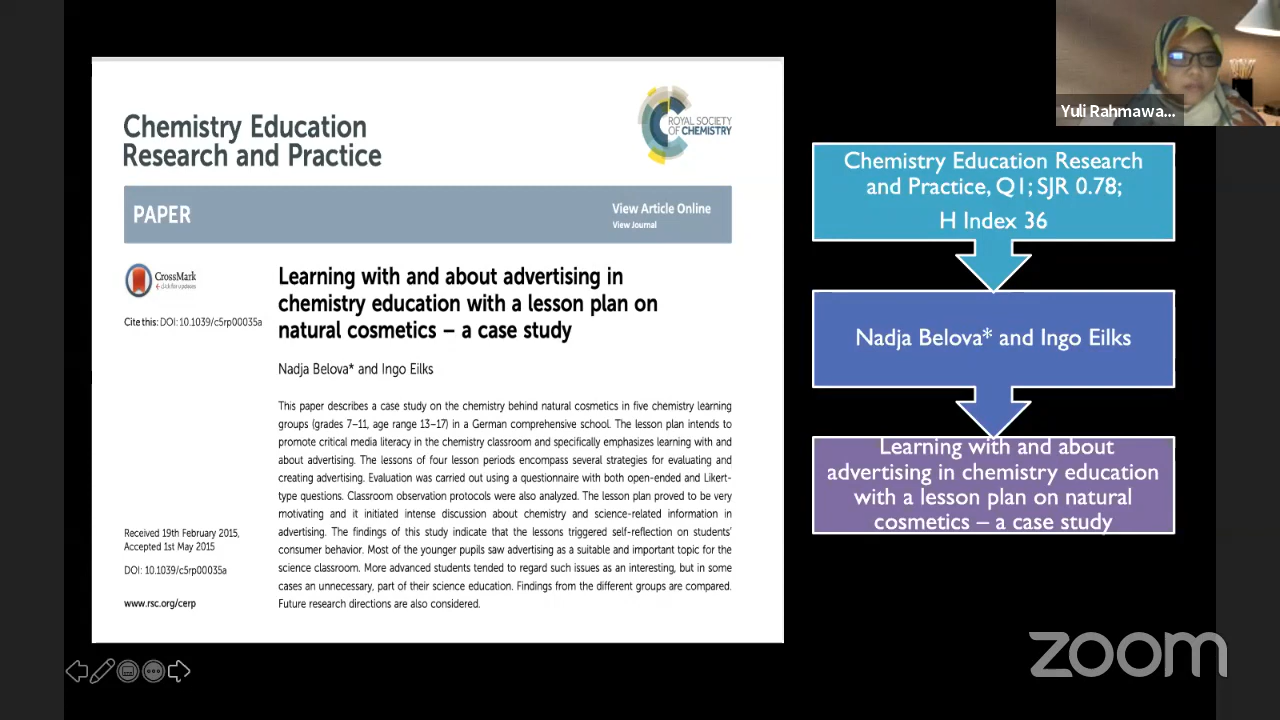 Chemistry Education
Research and Practice
ROYAL SOCIETY
OF CHEMISTRY
PAPER
View Article Online
View Journal
CrossMark
click for updates
Cite this: DOI: 10.1039/c5rp00035a
Learning with and about advertising in
chemistry education with a lesson plan on
natural cosmetics – a case study
Nadja Belova* and Ingo Eilks
This paper describes a case study on the chemistry behind natural cosmetics in five chemistry learning
groups (grades 7–11, age range 13–17) in a German comprehensive school. The lesson plan intends to
promote critical media literacy in the chemistry classroom and specifically emphasizes learning with and
about advertising. The lessons of four lesson periods encompass several strategies for evaluating and
creating advertising. Evaluation was carried out using a questionnaire with both open-ended and Likert-
type questions. Classroom observation protocols were also analyzed. The lesson plan proved to be very
motivating and it initiated intense discussion about chemistry and science-related information in
advertising. The findings of this study indicate that the lessons triggered self-reflection on students'
consumer behavior. Most of the younger pupils saw advertising as a suitable and important topic for the
science classroom. More advanced students tended to regard such issues as an interesting, but in some
cases an unnecessary, part of their science education. Findings from the different groups are compared.
Future research directions are also considered.
Received 19th February 2015,
Accepted 1st May 2015
DOI: 10.1039/c5rp00035a
www.rsc.org/cerp
Yuli Rahmawa...
Chemistry Education Research
and Practice, Q1; SJR 0.78;
H Index 36
Nadja Belova* and Ingo Eilks
Learning with and about
advertising in chemistry education
with a lesson plan on natural
cosmetics – a case study
zoom